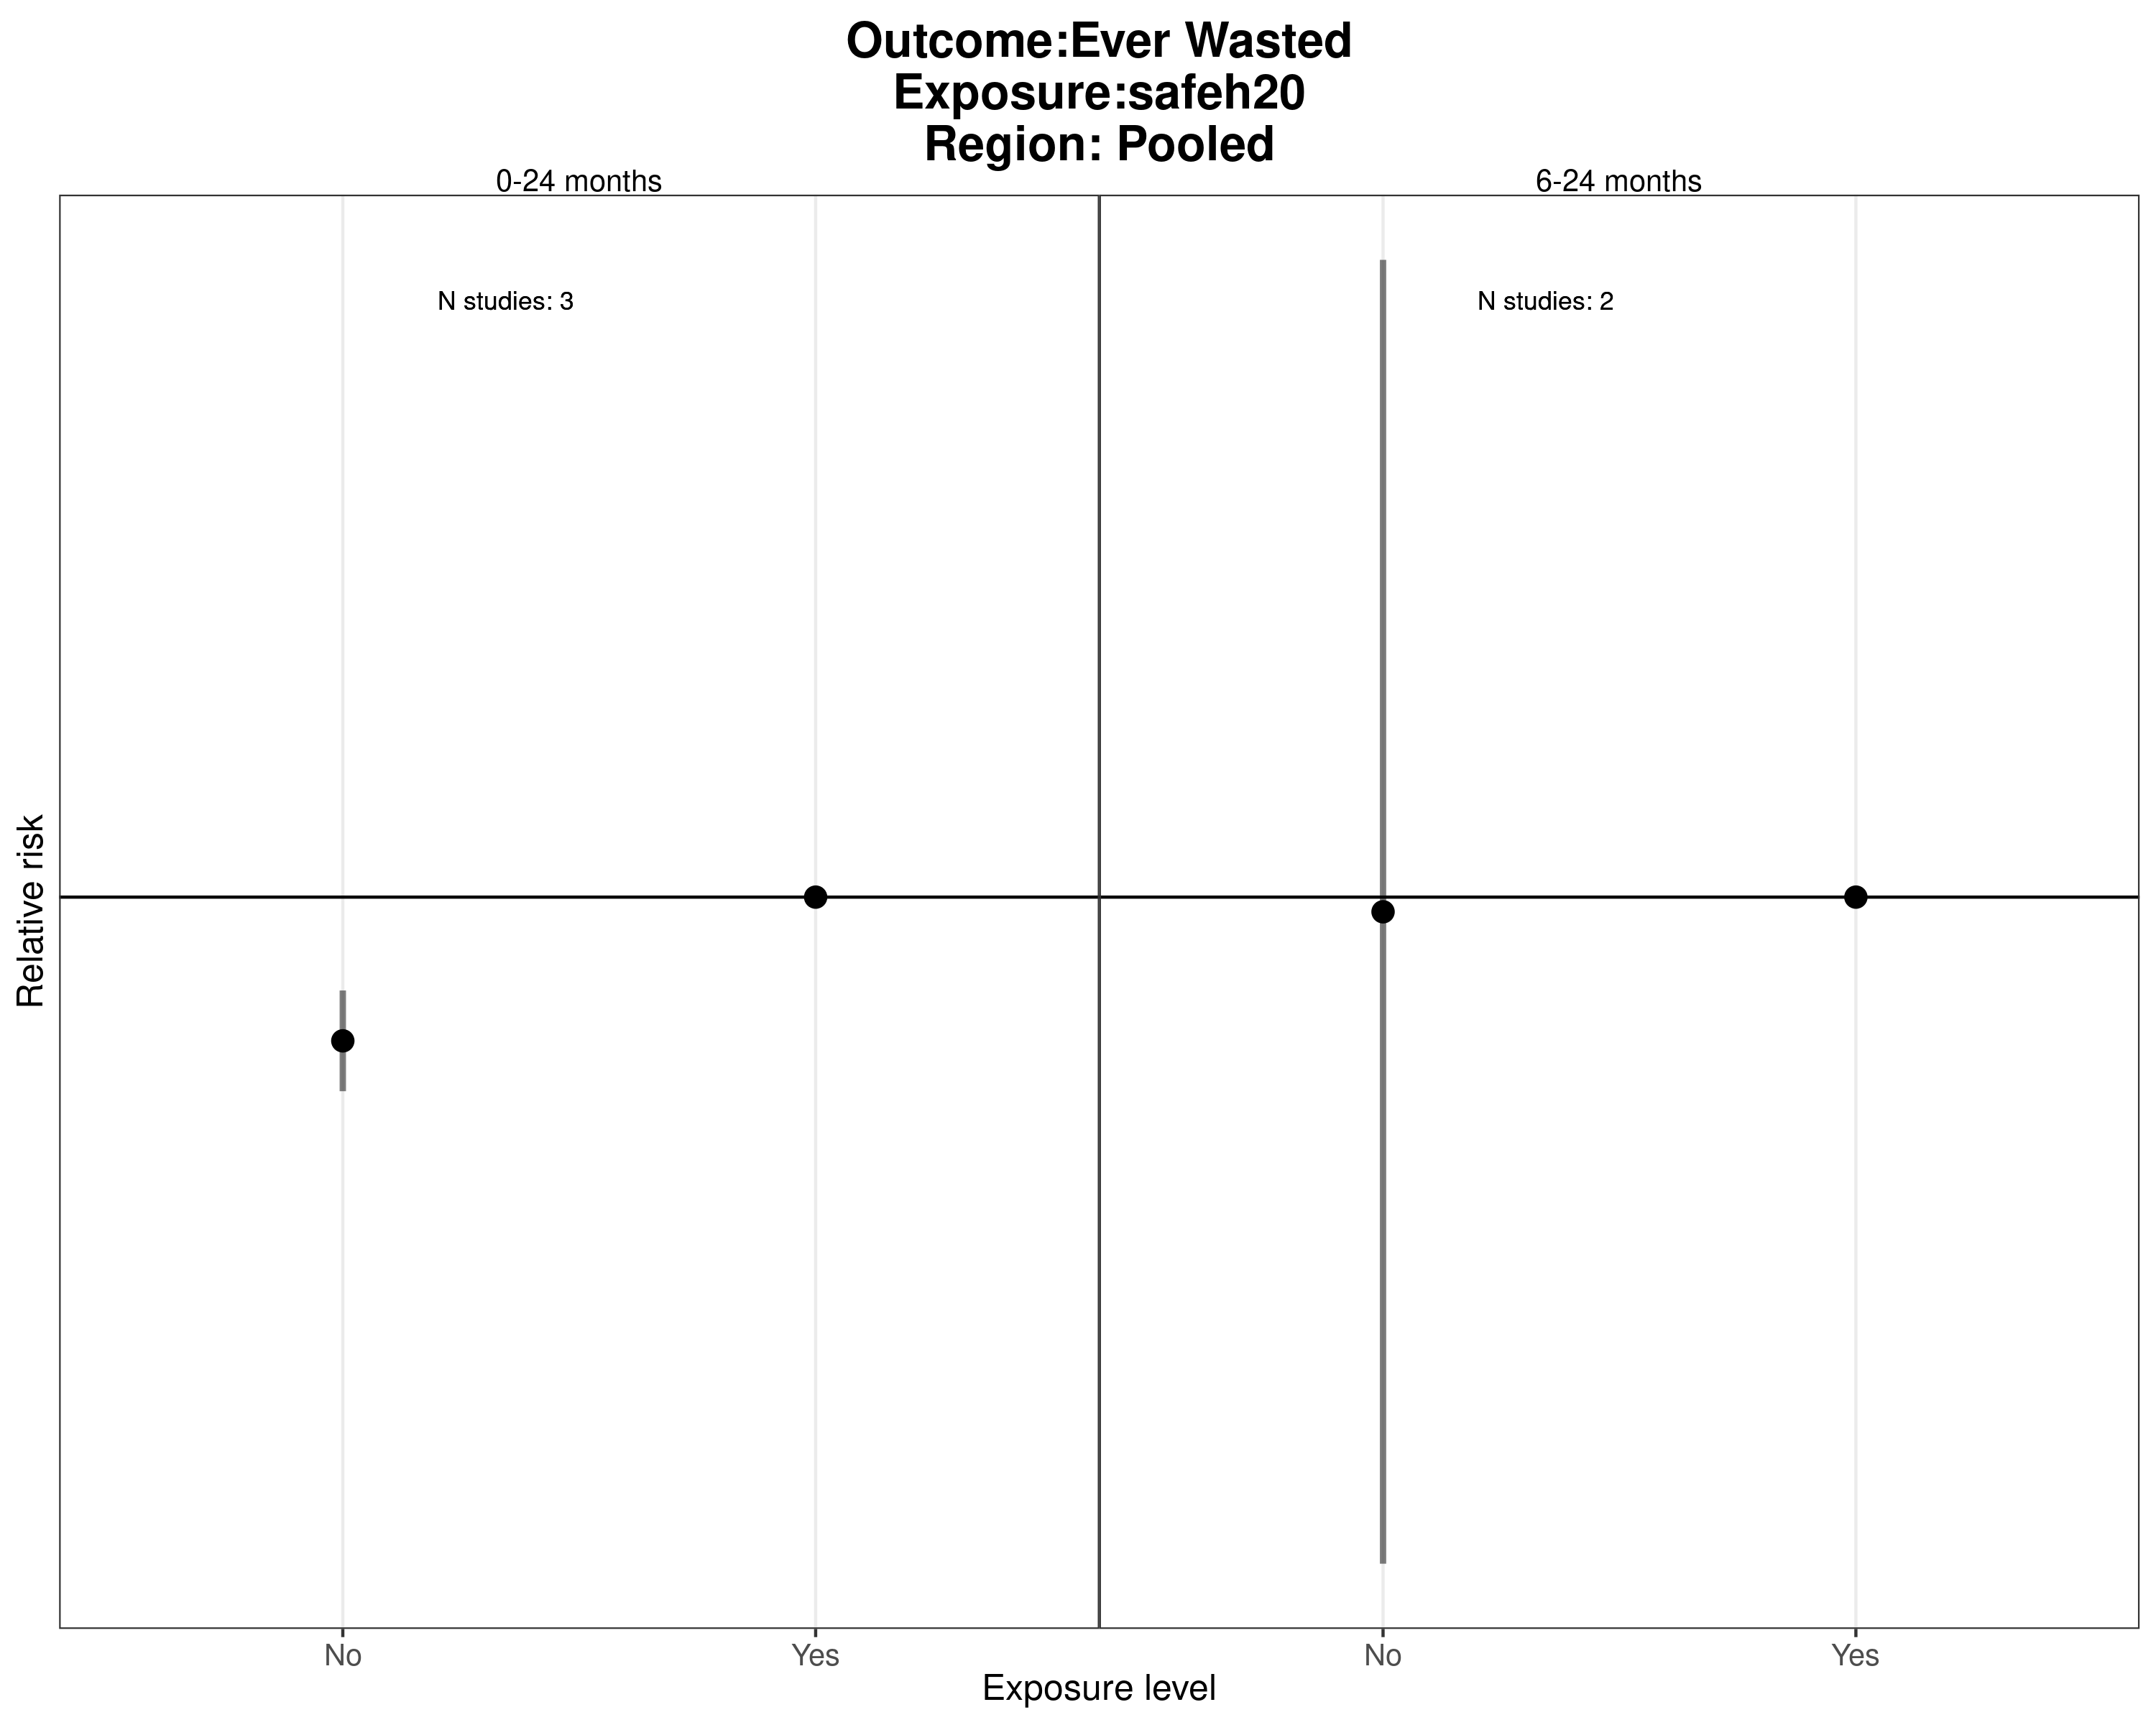 Outcome:Ever Wasted
Exposure:safeh20
Region: Pooled
0-24 months
6-24 months
N studies: 3
N studies: 2
Relative risk
No
Yes
No
Yes
Exposure level